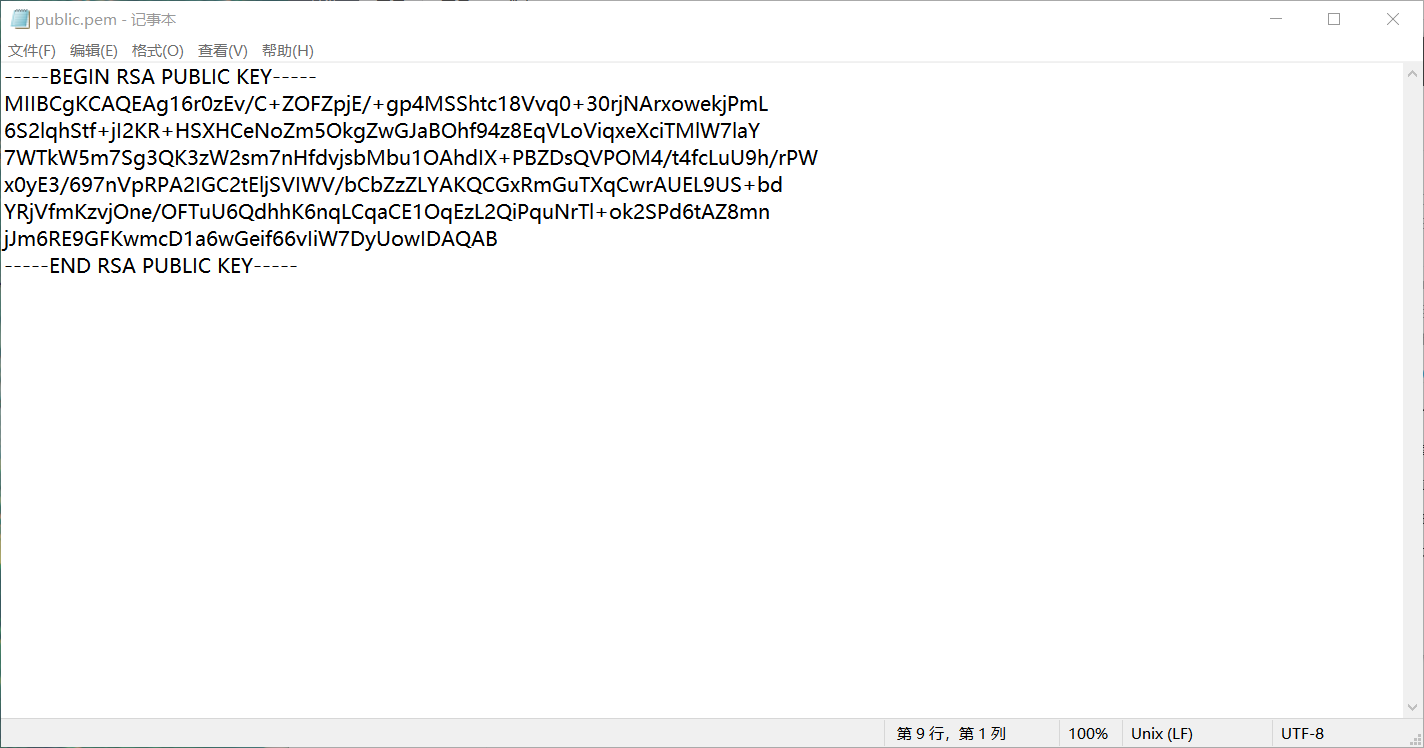 public.pem - 记事本
文件(F) 编辑(E) 格式(O) 查看(V) 帮助(H)
-----BEGIN RSA PUBLIC KEY-----
MIIBCgKCAQEAg16r0zEv/C+ZOFZpjE/+gp4MSShtc18Vvq0+30rjNArxowekjPmL
6S2lqhStf+jI2KR+HSXHCeNoZm5OkgZwGJaBOhf94z8EqVLoViqxeXciTMlW7laY
7WTkW5m7Sg3QK3zW2sm7nHfdvjsbMbu1OAhdIX+PBZDsQVPOM4/t4fcLuU9h/rPW
x0yE3/697nVpRPA2IGC2tEljSVIWV/bCbZzZLYAKQCGxRmGuTXqCwrAUEL9US+bd
YRjVfmKzvjOne/OFTuU6QdhhK6nqLCqaCE1OqEzL2QiPquNrTl+ok2SPd6tAZ8mn
jJm6RE9GFKwmcD1a6wGeif66vIiW7DyUowIDAQAB
-----END RSA PUBLIC KEY-----
第 9 行，第 1 列 100% Unix (LF) UTF-8